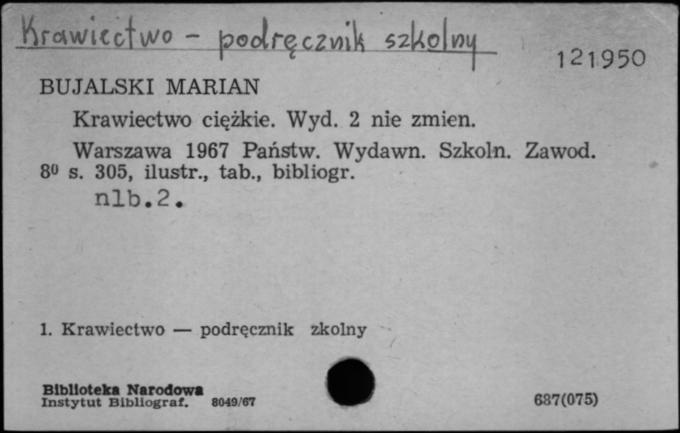 Krawiectwo - podręcznik szkolny
121950
BUJALSKI MARIAN
Krawiectwo ciężkie. Wyd. 2 nie zmien.
Warszawa 1967 Państw. Wydawn. Szkoln. Zawod.
8⁰ s. 305, ilustr., tab., bibliogr.
nlb.2.
1. Krawiectwo — podręcznik zkolny
Biblioteka Narodowa
Instytut Bibliograf. 8049/67
687(075)